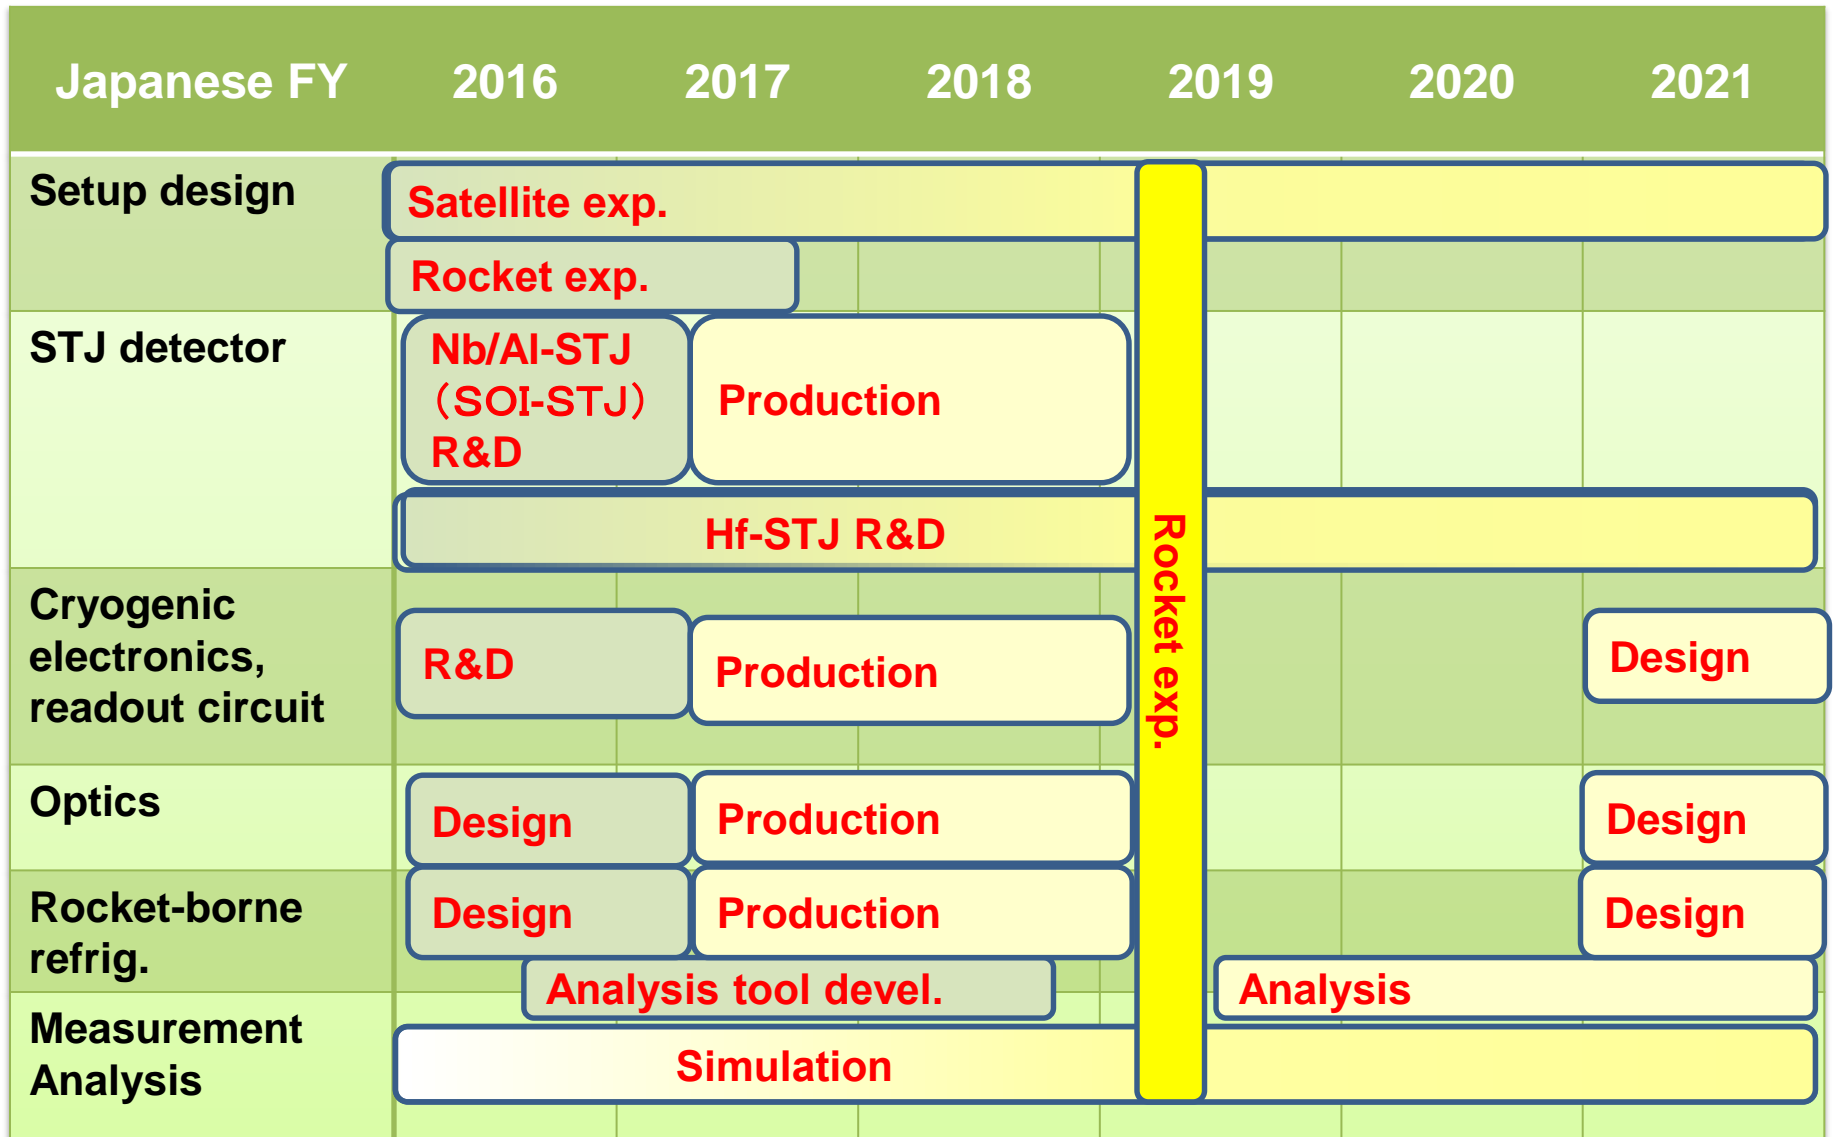 Japanese FY 2016 2017 2018 2019 2020 2021
Setup design
Satellite exp.
Rocket exp.
STJ detector
Nb/Al-STJ
（SOI-STJ）
R&D
Production
Hf-STJ R&D
Rocket exp.
Cryogenic
electronics,
readout circuit
R&D
Production
Design
Optics
Design
Production
Design
Rocket-borne
refrig.
Design
Production
Design
Analysis tool devel.
Analysis
Measurement
Analysis
Simulation